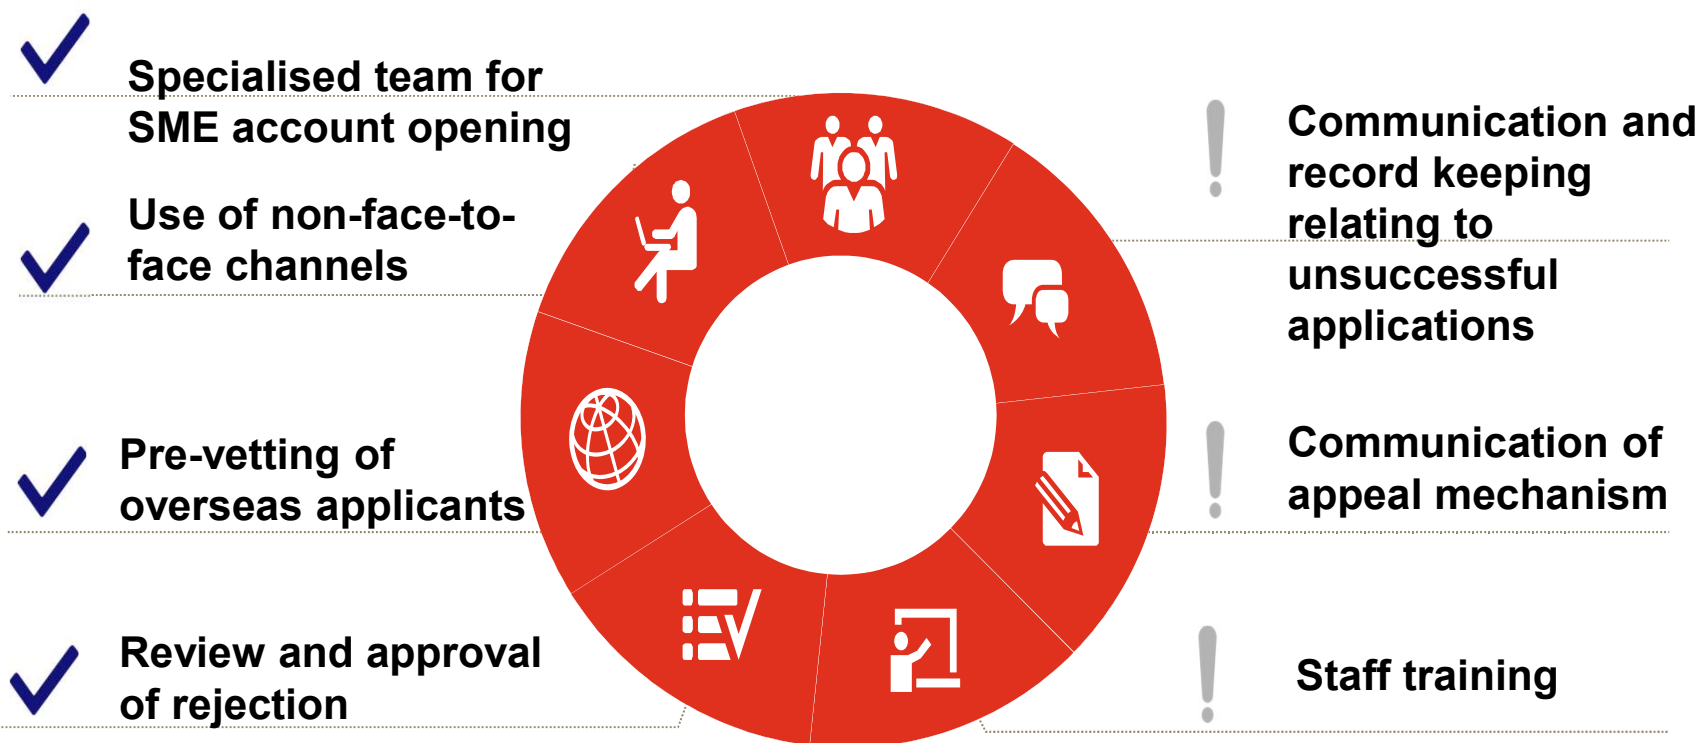 Specialised team for
SME account opening
Use of non-face-to-
face channels
Pre-vetting of
overseas applicants
Review and approval
of rejection
Communication and
record keeping
relating to
unsuccessful
applications
Communication of
appeal mechanism
Staff training